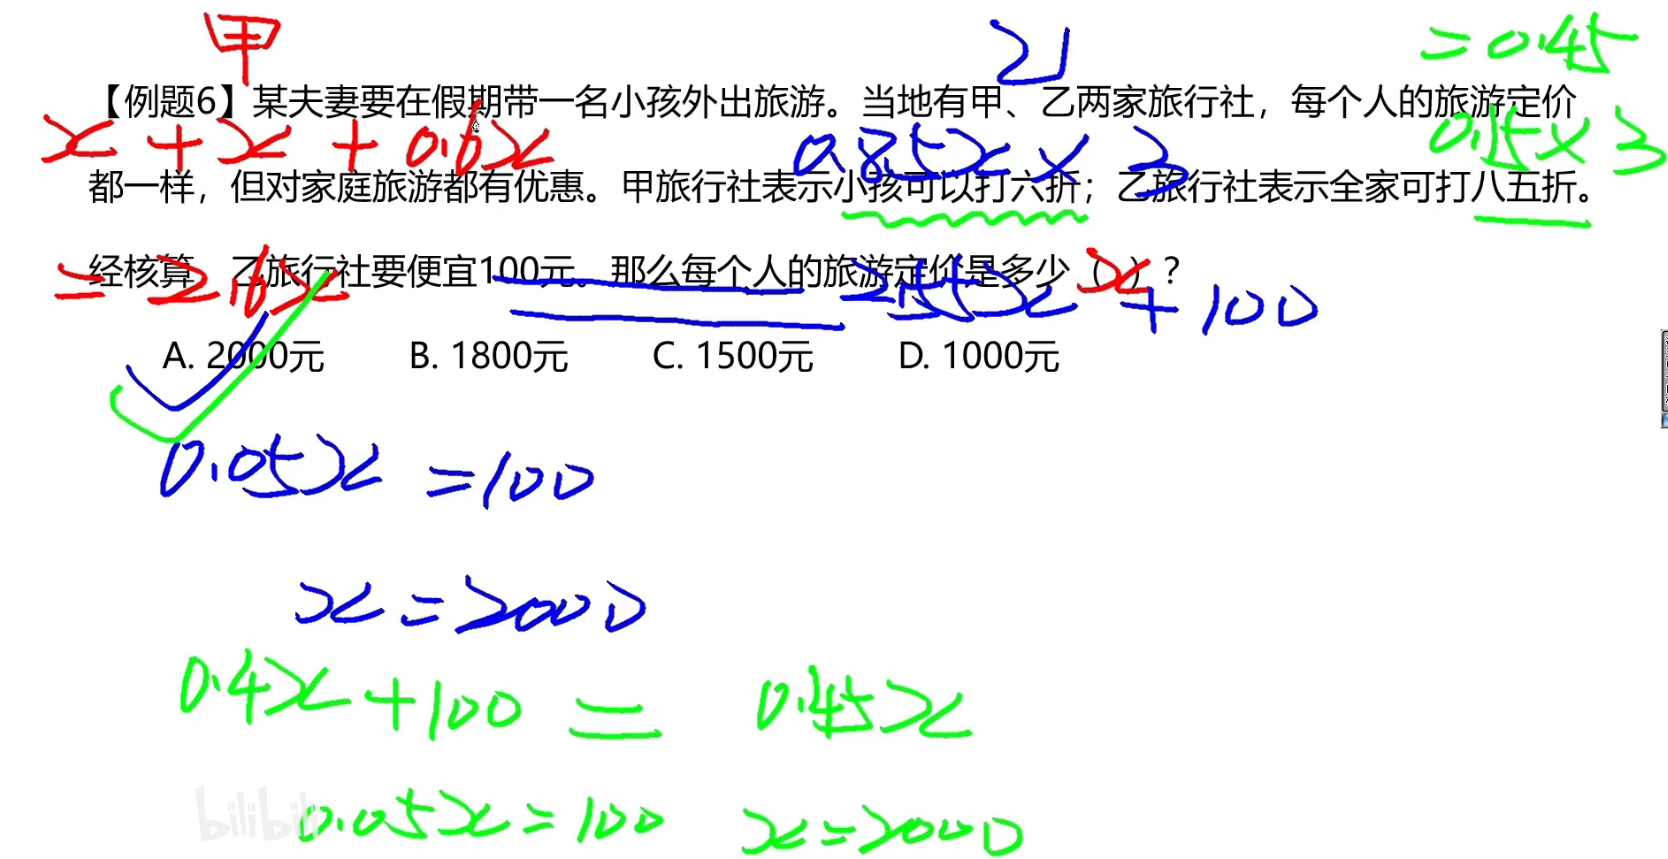 甲 乙 =0.45
【例题6】某夫妻要在假期带一名小孩外出旅游。当地有甲、乙两家旅行社，每个人的旅游定价
x+x+0.6x 0.85x×3 0.15×3
都一样，但对家庭旅游都有优惠。甲旅行社表示小孩可以打六折；乙旅行社表示全家可打八五折。
经核算，乙旅行社要便宜100元。那么每个人的旅游定价是多少（ ）？
=2.6x 2.55x+100 x
A. 2000元 B. 1800元 C. 1500元 D. 1000元
0.05x=100
x=2000
0.4x+100=0.45x
bilibili 0.05x=100 x=2000